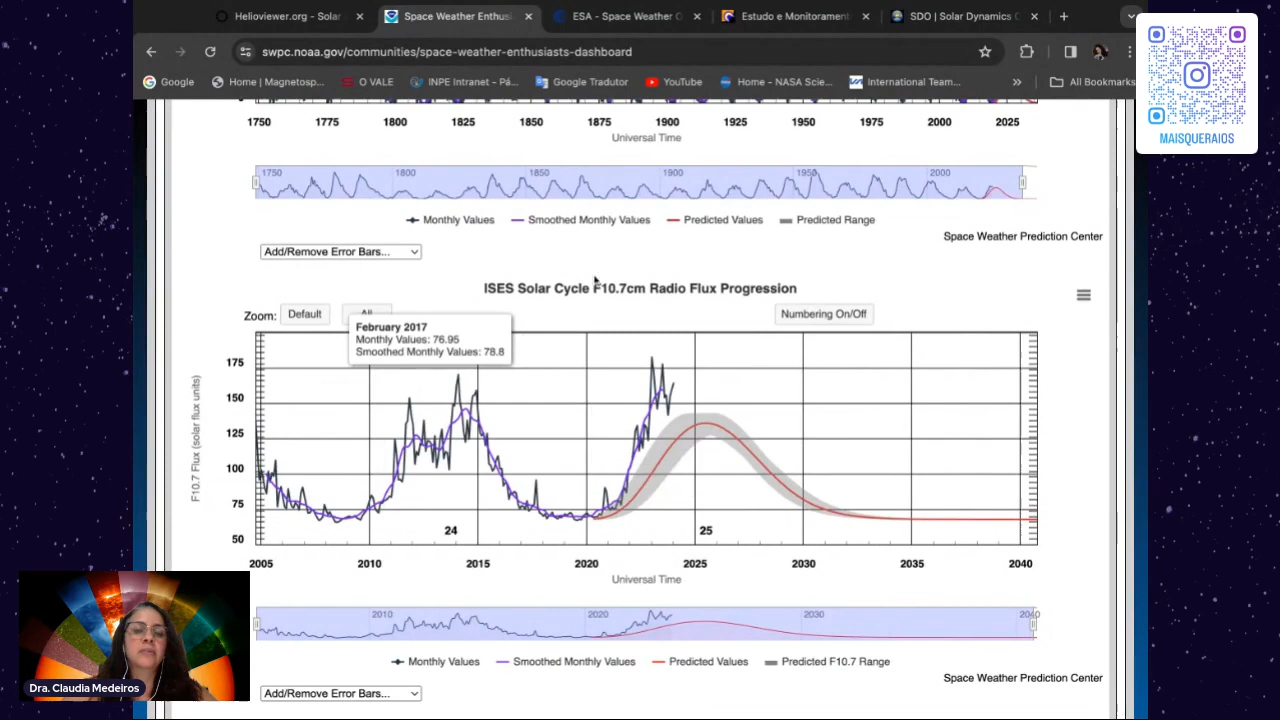 Helioviewer.org - Solar
Space Weather Enthus
ESA - Space Weather
Estudo e Monitorament
SDO | Solar Dynamics
swpc.noaa.gov/communities/space-weather-enthusiasts-dashboard
Google
Home | Magnetosp...
O VALE
INPE
Google Tradutor
YouTube
Home - NASA Scie...
All Bookmarks
MAISQUERAIOS
1750 1775 1800 1875 1900 1925 1950 1975 2000 2025
Universal Time
1750 1800 1850 1900 1950 2000
Monthly Values Smoothed Monthly Values Predicted Values Predicted Range
Space Weather Prediction Center
Add/Remove Error Bars...
ISES Solar Cycle F10.7cm Radio Flux Progression
Zoom: Default All Numbering On/Off
February 2017
Monthly Values: 76.95
Smoothed Monthly Values: 78.8
F10.7 Flux (solar flux units)
175
150
125
100
75
50
24 25
2005 2010 2015 2020 2025 2030 2035 2040
Universal Time
2010 2020 2030 2040
Monthly Values Smoothed Monthly Values Predicted Values Predicted F10.7 Range
Space Weather Prediction Center
Add/Remove Error Bars...
Dra. Claudia Medeiros